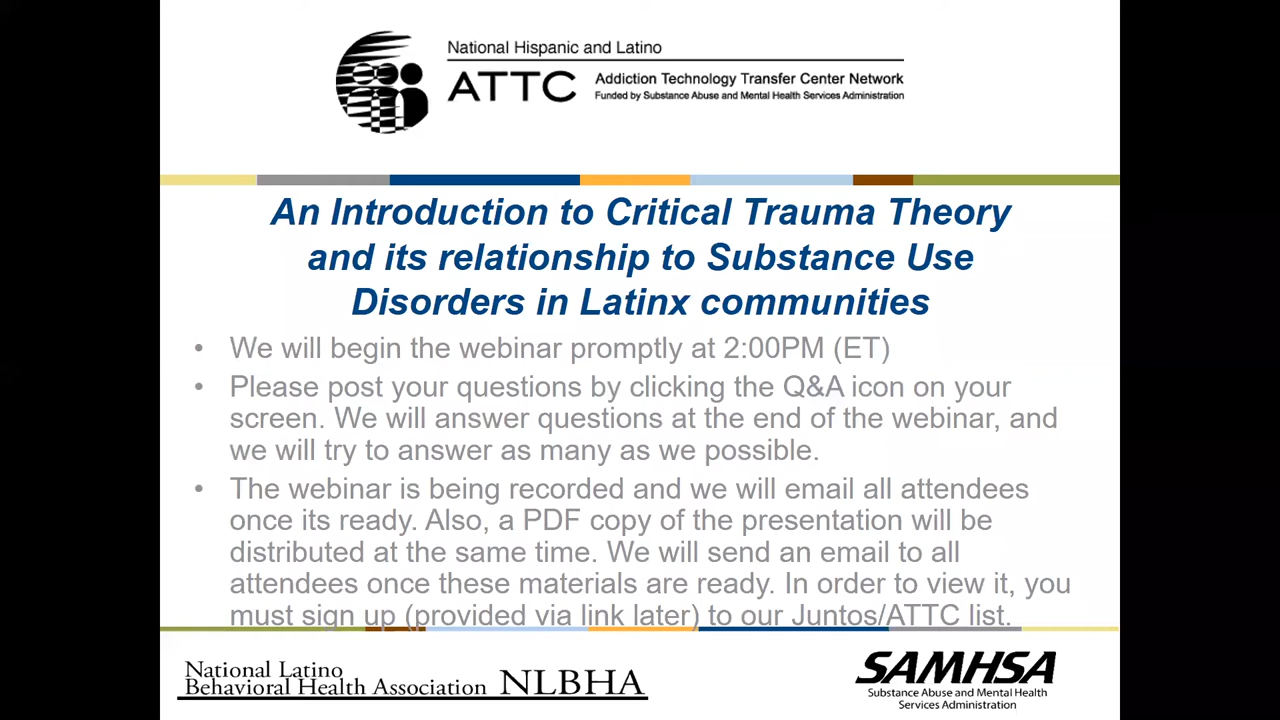 National Hispanic and Latino
ATTC
Addiction Technology Transfer Center Network
Funded by Substance Abuse and Mental Health Services Administration
An Introduction to Critical Trauma Theory
and its relationship to Substance Use
Disorders in Latinx communities
• We will begin the webinar promptly at 2:00PM (ET)
• Please post your questions by clicking the Q&A icon on your
screen. We will answer questions at the end of the webinar, and
we will try to answer as many as we possible.
• The webinar is being recorded and we will email all attendees
once its ready. Also, a PDF copy of the presentation will be
distributed at the same time. We will send an email to all
attendees once these materials are ready. In order to view it, you
must sign up (provided via link later) to our Juntos/ATTC list.
National Latino
Behavioral Health Association NLBHA
SAMHSA
Substance Abuse and Mental Health
Services Administration